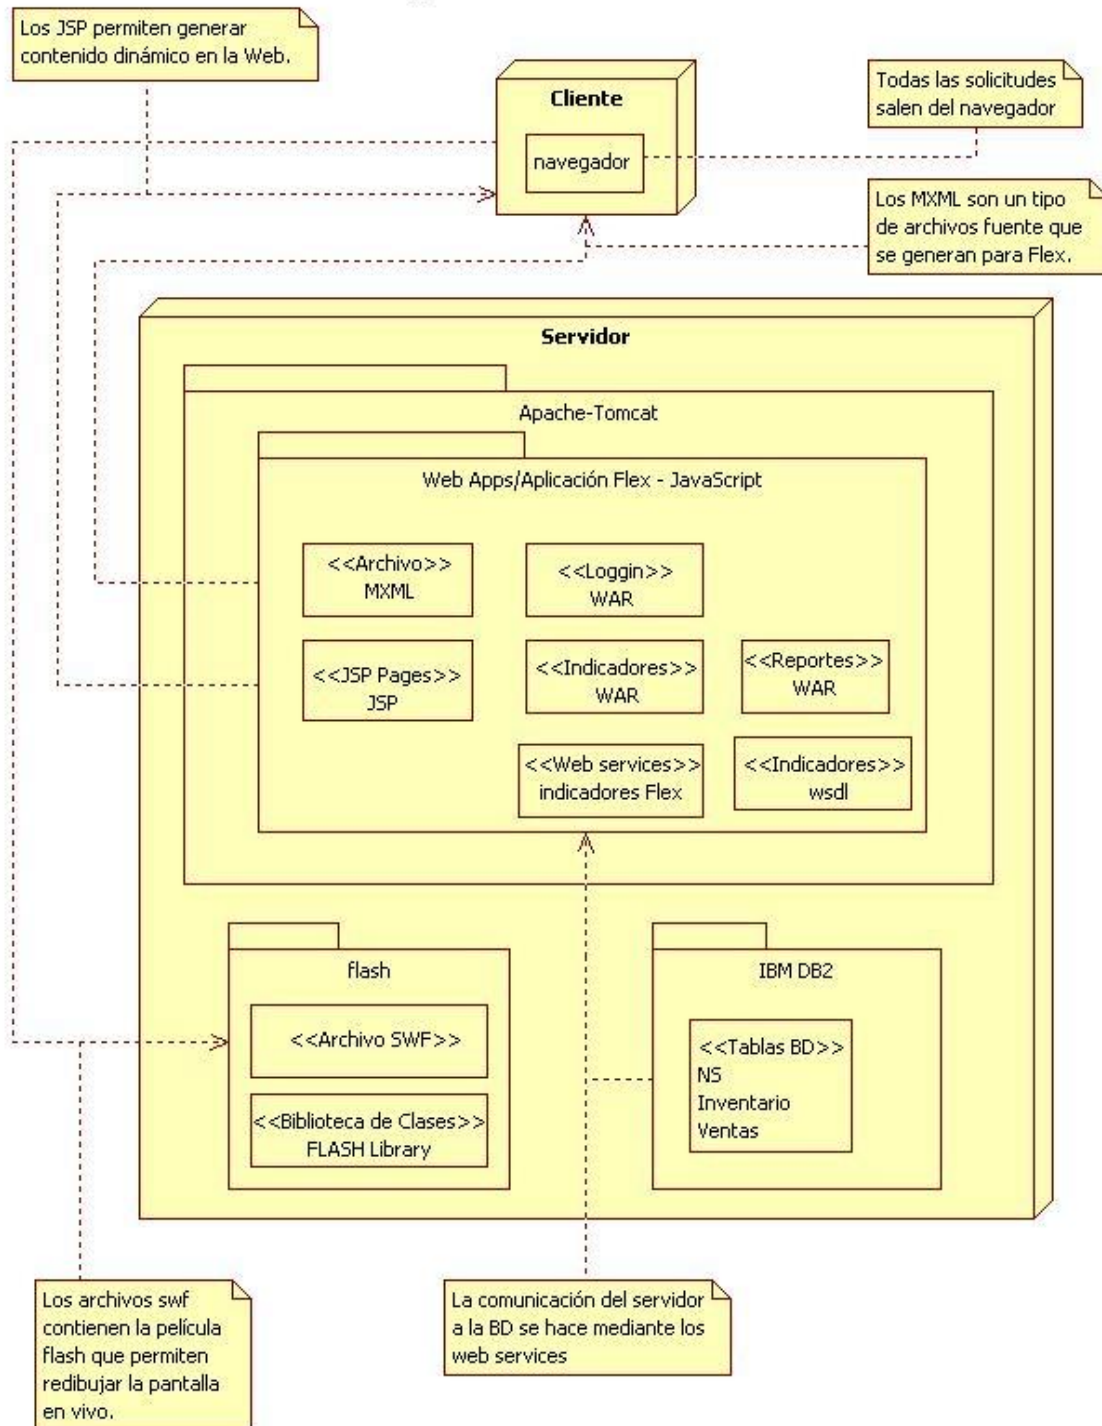 Los JSP permiten generar
contenido dinámico en la Web.
Cliente
navegador
Todas las solicitudes
salen del navegador
Los MXML son un tipo
de archivos fuente que
se generan para Flex.
Servidor
Apache-Tomcat
Web Apps/Aplicación Flex - JavaScript
<<Archivo>>
MXML
<<Loggin>>
WAR
<<JSP Pages>>
JSP
<<Indicadores>>
WAR
<<Reportes>>
WAR
<<Web services>>
indicadores Flex
<<Indicadores>>
wsdl
flash
<<Archivo SWF>>
<<Biblioteca de Clases>>
FLASH Library
IBM DB2
<<Tablas BD>>
NS
Inventario
Ventas
Los archivos swf
contienen la película
flash que permiten
redibujar la pantalla
en vivo.
La comunicación del servidor
a la BD se hace mediante los
web services